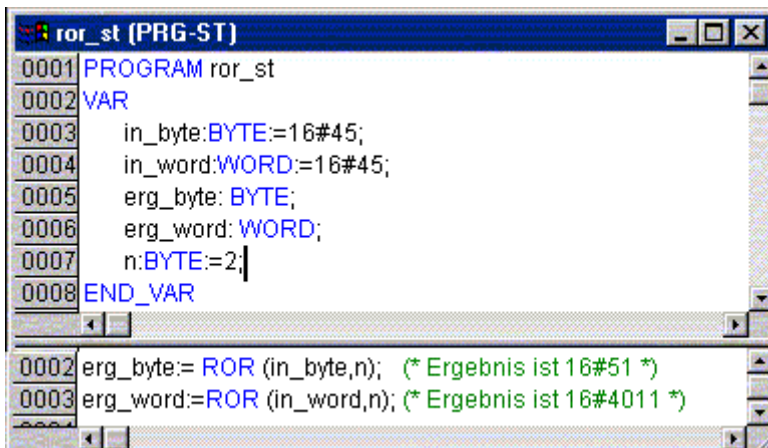 ror_st (PRG-ST)
0001 PROGRAM ror_st
0002 VAR
0003 in_byte:BYTE:=16#45;
0004 in_word:WORD:=16#45;
0005 erg_byte: BYTE;
0006 erg_word: WORD;
0007 n:BYTE:=2;
0008 END_VAR
0002 erg_byte:= ROR (in_byte,n); (* Ergebnis ist 16#51 *)
0003 erg_word:=ROR (in_word,n); (* Ergebnis ist 16#4011 *)